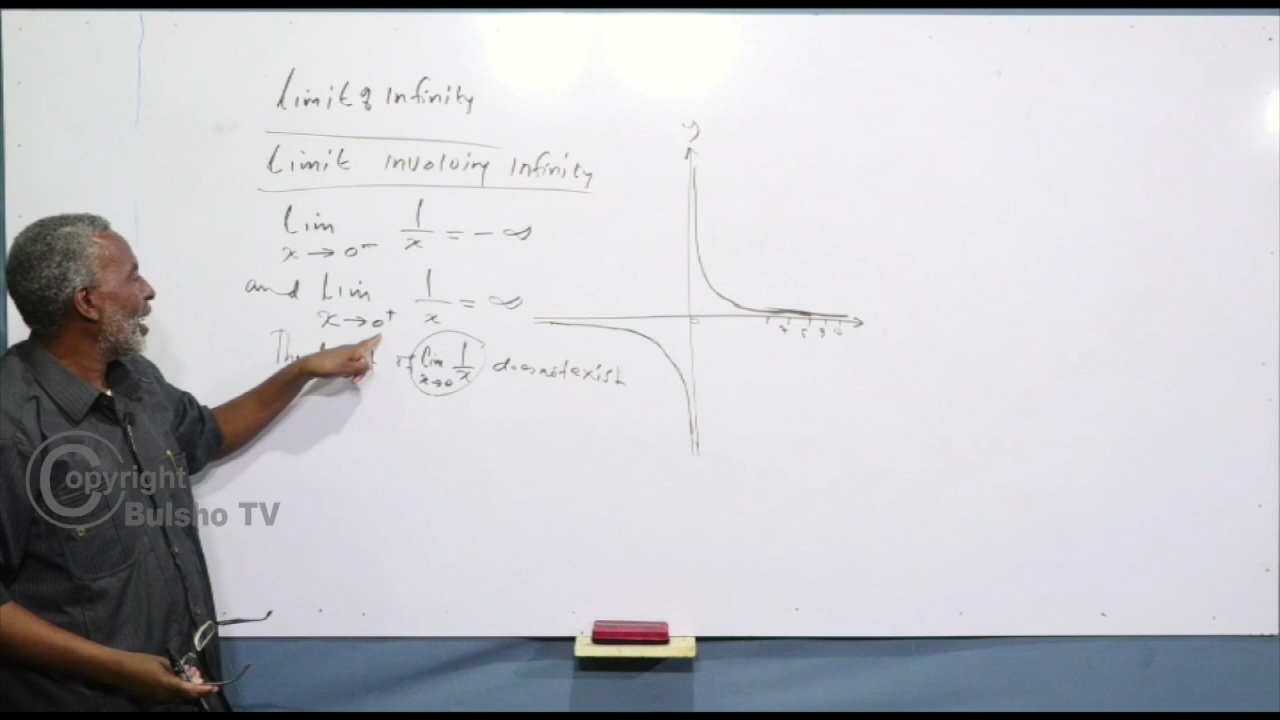 Limit of Infinity
Limit involving Infinity
Lim 1/x = - ∞
x → 0⁻
and Lim 1/x = ∞
x → 0⁺
of lim 1/x does not exist
x→0
y
0
Copyright
Bulsho TV